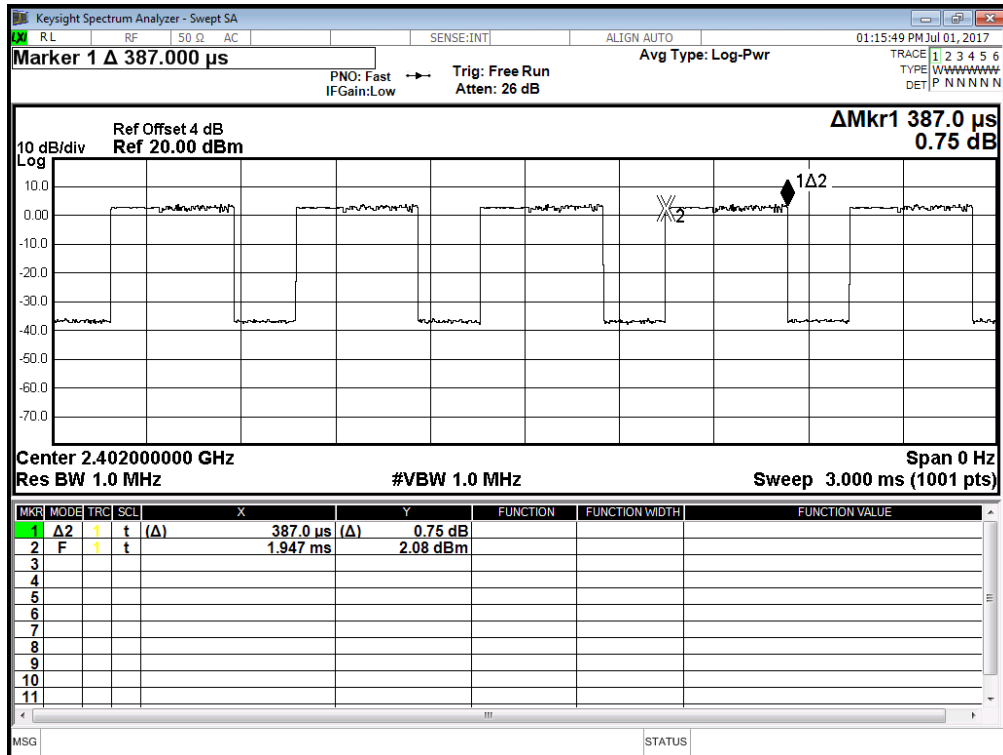 Keysight Spectrum Analyzer - Swept SA
LXI RL RF 50 Ω AC SENSE:INT ALIGN AUTO 01:15:49 PM Jul 01, 2017
Marker 1 Δ 387.000 µs
PNO: Fast
IFGain:Low
Trig: Free Run
Atten: 26 dB
Avg Type: Log-Pwr
TRACE 1 2 3 4 5 6
TYPE WWWWWW
DET P N N N N N
Ref Offset 4 dB
10 dB/div Ref 20.00 dBm
ΔMkr1 387.0 µs
0.75 dB
Log
10.0
0.00
-10.0
-20.0
-30.0
-40.0
-50.0
-60.0
-70.0
1Δ2
2
Center 2.402000000 GHz Span 0 Hz
Res BW 1.0 MHz #VBW 1.0 MHz Sweep 3.000 ms (1001 pts)
MKR MODE TRC SCL X Y FUNCTION FUNCTION WIDTH FUNCTION VALUE
1 Δ2 1 t (Δ) 387.0 µs (Δ) 0.75 dB
2 F 1 t 1.947 ms 2.08 dBm
3
4
5
6
7
8
9
10
11
MSG STATUS